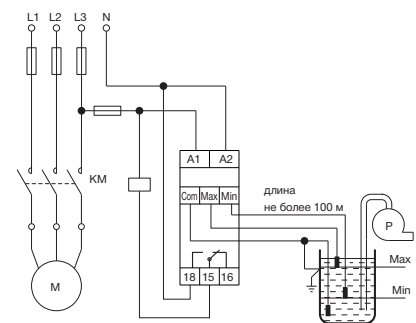 L1 L2 L3 N
A1 A2
KM
Com Max Min
длина
не более 100 м
P
Max
18 15 16
M
Min